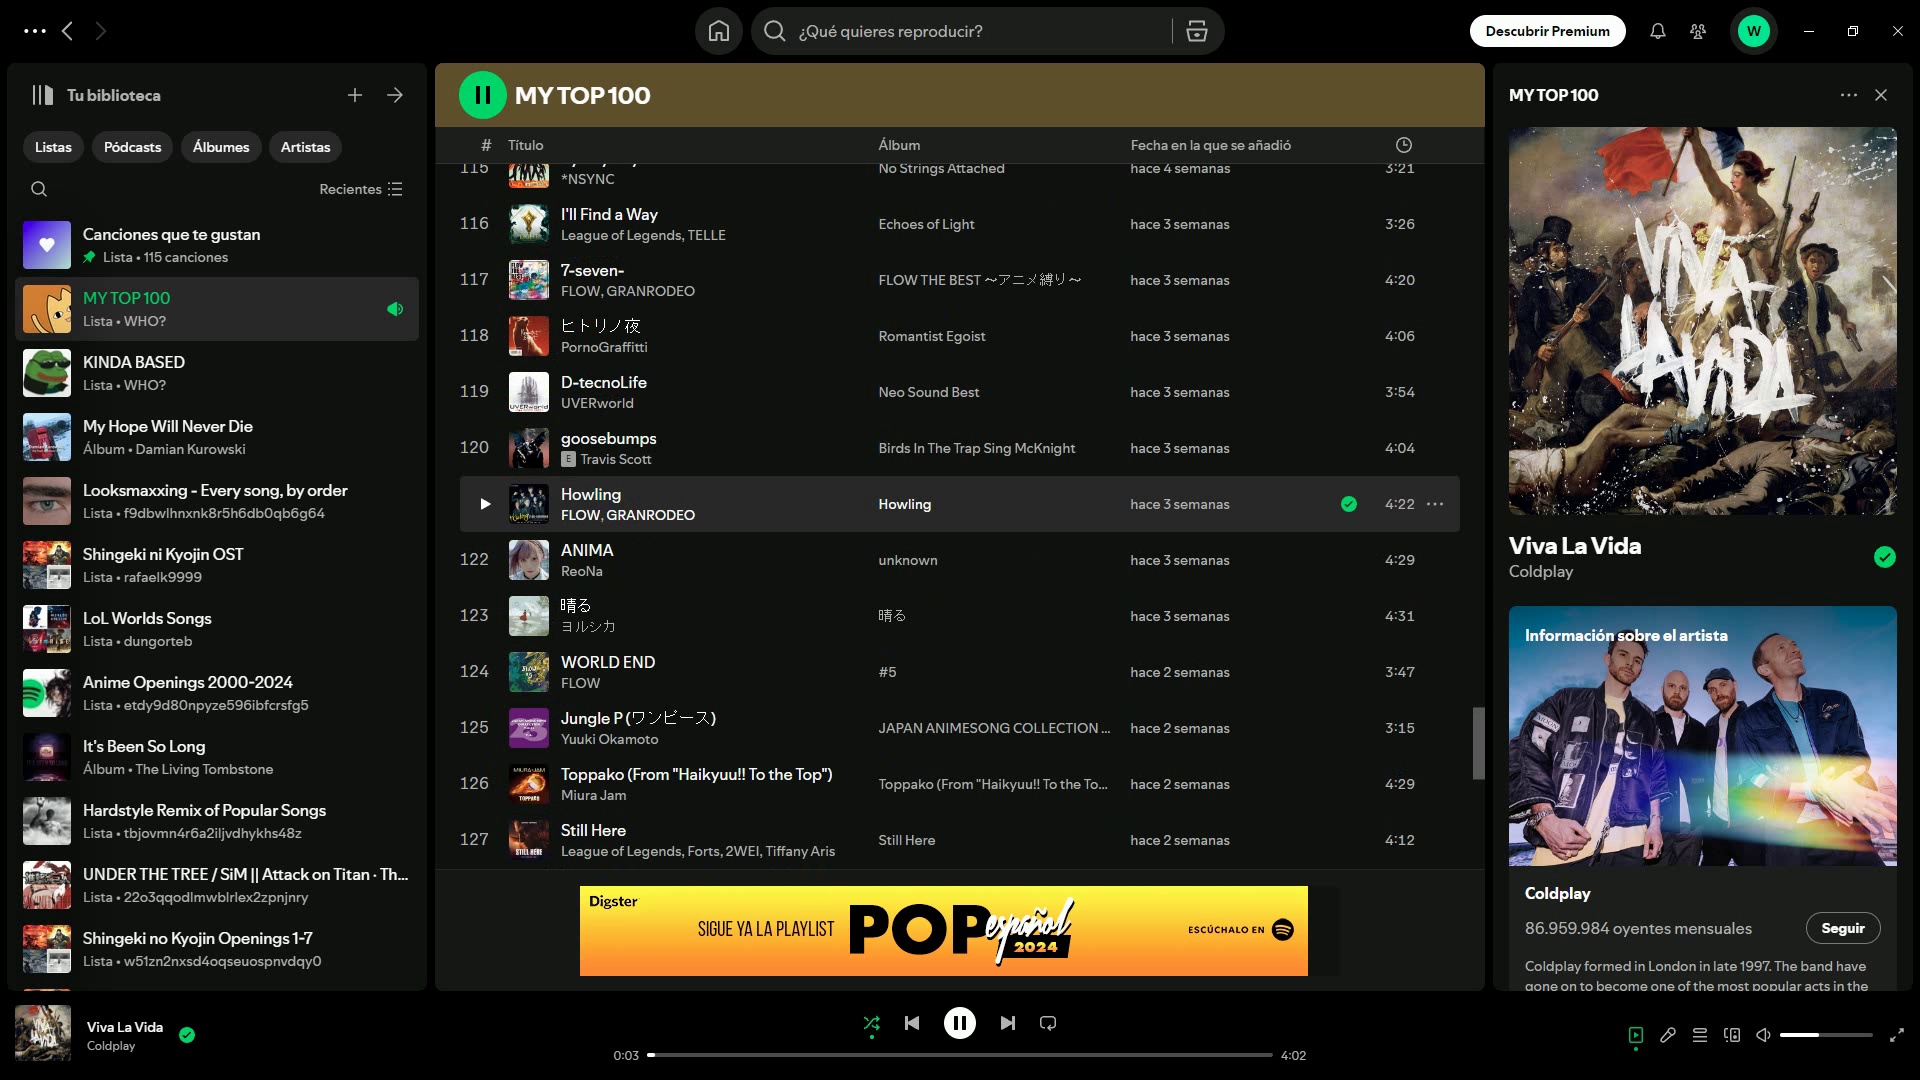 ¿Qué quieres reproducir?
Descubrir Premium
W
Tu biblioteca
Listas
Pódcasts
Álbumes
Artistas
Recientes
Canciones que te gustan
Lista • 115 canciones
MY TOP 100
Lista • WHO?
KINDA BASED
Lista • WHO?
My Hope Will Never Die
Álbum • Damian Kurowski
Looksmaxxing - Every song, by order
Lista • f9dbwlhnxnk8r5h6db0qb6g64
Shingeki ni Kyojin OST
Lista • rafaelk9999
LoL Worlds Songs
Lista • dungorteb
Anime Openings 2000-2024
Lista • etdy9d80npyze596ibfcrsfg5
It's Been So Long
Álbum • The Living Tombstone
Hardstyle Remix of Popular Songs
Lista • tbjovmn4r6a2iljvdhykhs48z
UNDER THE TREE / SiM || Attack on Titan · Th...
Lista • 22o3qqodlmwblrlex2zpnjnry
Shingeki no Kyojin Openings 1-7
Lista • w51zn2nxsd4oqseuospnvdqy0
MY TOP 100
# Título Álbum Fecha en la que se añadió
115 No Strings Attached hace 4 semanas 3:21
*NSYNC
116 I'll Find a Way Echoes of Light hace 3 semanas 3:26
League of Legends, TELLE
117 7-seven- FLOW THE BEST ～アニメ縛り～ hace 3 semanas 4:20
FLOW, GRANRODEO
118 ヒトリノ夜 Romantist Egoist hace 3 semanas 4:06
PornoGraffitti
119 D-tecnoLife Neo Sound Best hace 3 semanas 3:54
UVERworld
120 goosebumps Birds In The Trap Sing McKnight hace 3 semanas 4:04
E Travis Scott
Howling Howling hace 3 semanas 4:22
FLOW, GRANRODEO
122 ANIMA unknown hace 3 semanas 4:29
ReoNa
123 晴る 晴る hace 3 semanas 4:31
ヨルシカ
124 WORLD END #5 hace 2 semanas 3:47
FLOW
125 Jungle P (ワンピース) JAPAN ANIMESONG COLLECTION ... hace 2 semanas 3:15
Yuuki Okamoto
126 Toppako (From "Haikyuu!! To the Top") Toppako (From "Haikyuu!! To the To... hace 2 semanas 4:29
Miura Jam
127 Still Here Still Here hace 2 semanas 4:12
League of Legends, Forts, 2WEI, Tiffany Aris
Digster
SIGUE YA LA PLAYLIST POP español 2024 ESCÚCHALO EN
MY TOP 100
VIVA LA VIDA
Viva La Vida
Coldplay
Información sobre el artista
Coldplay
86.959.984 oyentes mensuales
Seguir
Coldplay formed in London in late 1997. The band have
gone on to become one of the most popular acts in the
Viva La Vida
Coldplay
0:03
4:02